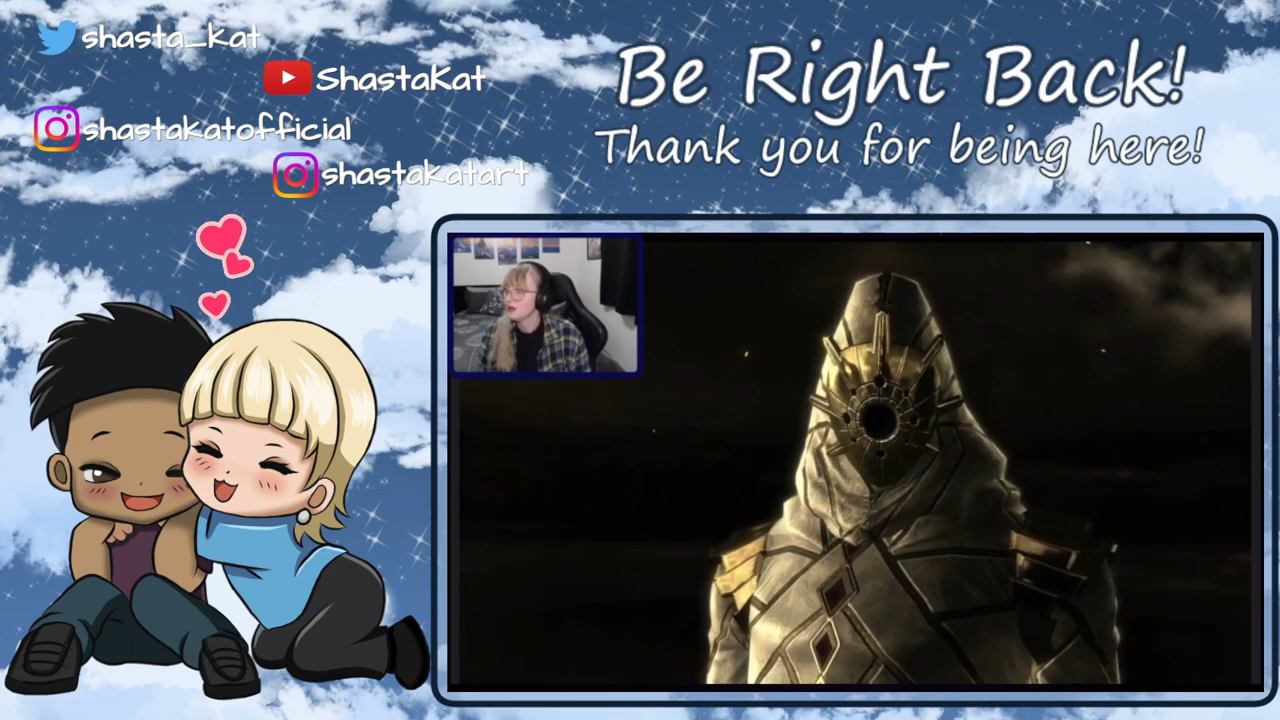 shasta_kat
ShastaKat
shastakatofficial
shastakatart
Be Right Back!
Thank you for being here!